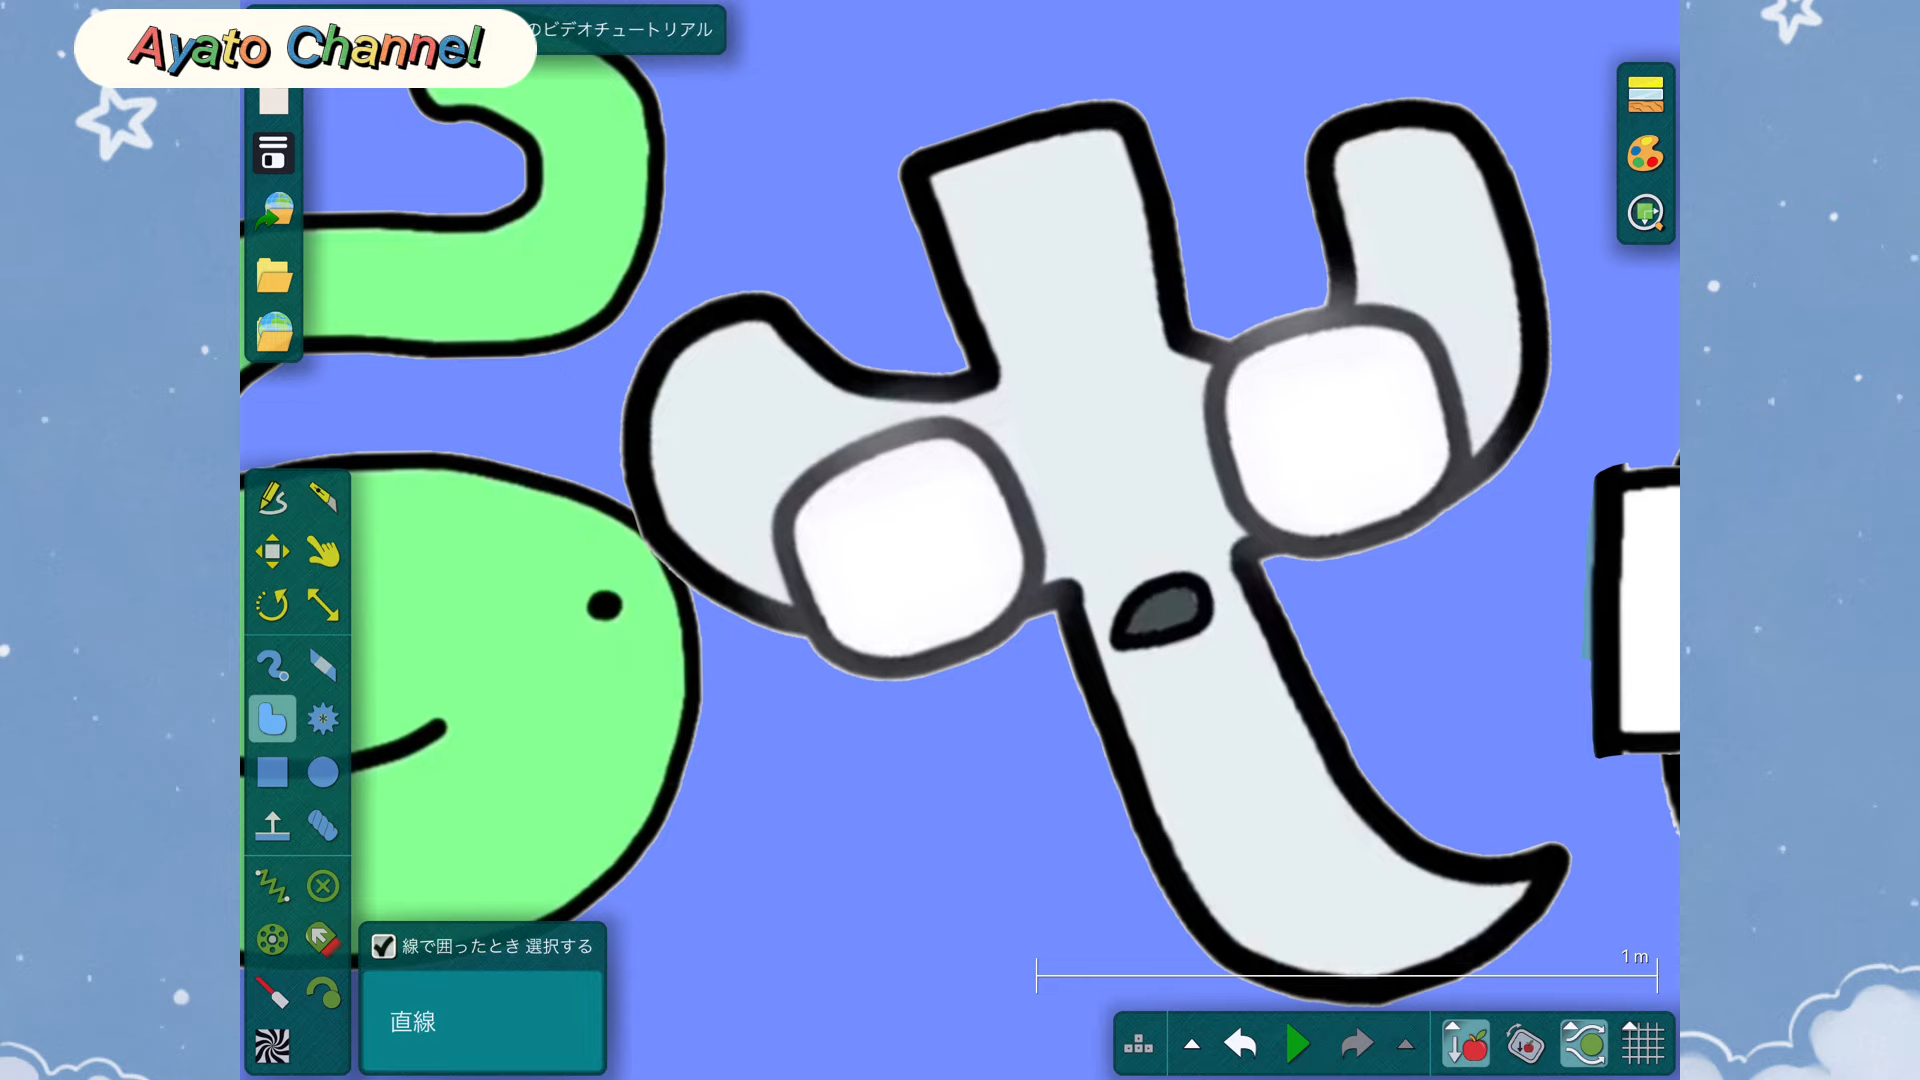 Ayato Channel
のビデオチュートリアル
線で囲ったとき 選択する
直線
1 m